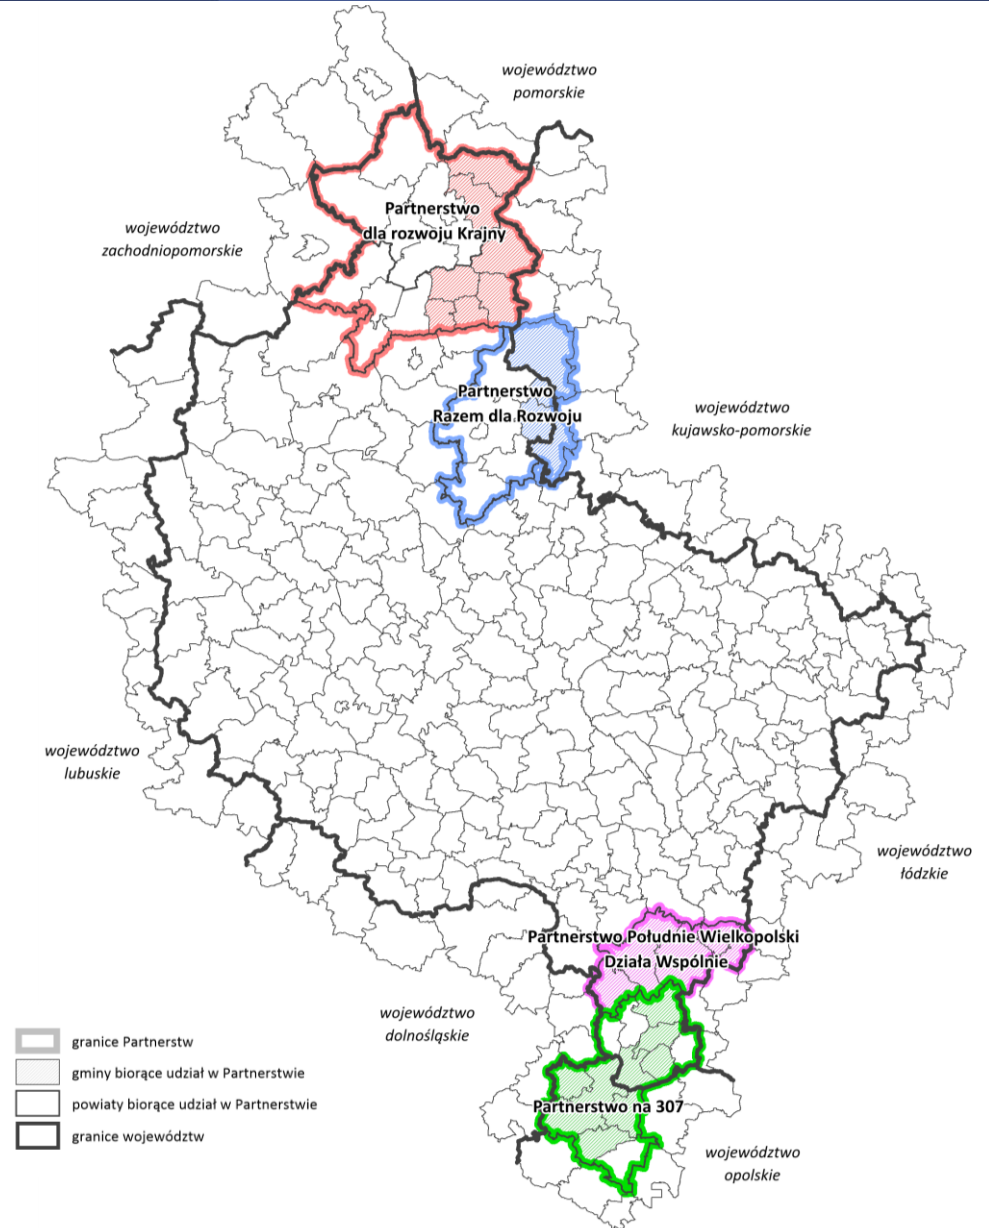 województwo
pomorskie
Partnerstwo
dla rozwoju Krajny
województwo
zachodniopomorskie
Partnerstwo
Razem dla Rozwoju
województwo
kujawsko-pomorskie
województwo
lubuskie
województwo
łódzkie
Partnerstwo Południe Wielkopolski
Działa Wspólnie
województwo
dolnośląskie
granice Partnerstw
gminy biorące udział w Partnerstwie
powiaty biorące udział w Partnerstwie
granice województw
Partnerstwo na 307
województwo
opolskie